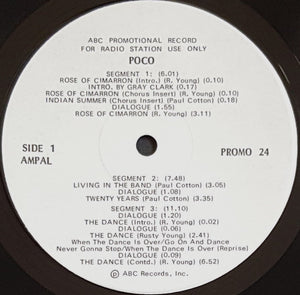 ABC PROMOTIONAL RECORD
FOR RADIO STATION USE ONLY
POCO
SEGMENT 1: (6.01)
ROSE OF CIMARRON (Intro.) (R. Young) (0.10)
INTRO. BY GRAY CLARK (0.17)
ROSE OF CIMARRON (Chorus Insert) (R. Young) (0.10)
INDIAN SUMMER (Chorus Insert) (Paul Cotton) (0.18)
DIALOGUE (1.55)
ROSE OF CIMARRON (R. Young) (3.11)
SIDE 1
AMPAL
PROMO 24
SEGMENT 2: (7.48)
LIVING IN THE BAND (Paul Cotton) (3.05)
DIALOGUE (1.08)
TWENTY YEARS (Paul Cotton) (3.35)
SEGMENT 3: (11.10)
DIALOGUE (1.20)
THE DANCE (Intro) (R. Young) (0.02)
DIALOGUE (0.06)
THE DANCE (Rusty Young) (2.41)
When The Dance Is Over/Go On And Dance
Never Gonna Stop/When The Dance Is Over (Reprise)
DIALOGUE (0.09)
THE DANCE (Contd.) (R. Young) (6.52)
© ABC Records, Inc.